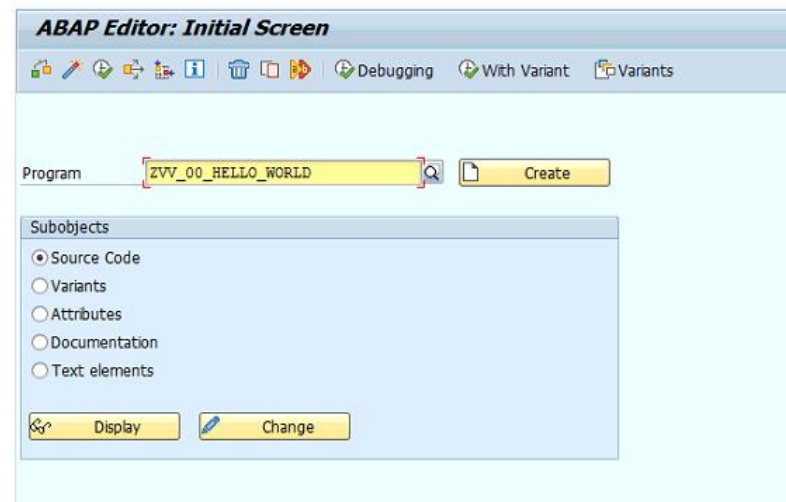 ABAP Editor: Initial Screen
Debugging With Variant Variants
Program ZVV_00_HELLO_WORLD Create
Subobjects
Source Code
Variants
Attributes
Documentation
Text elements
Display Change